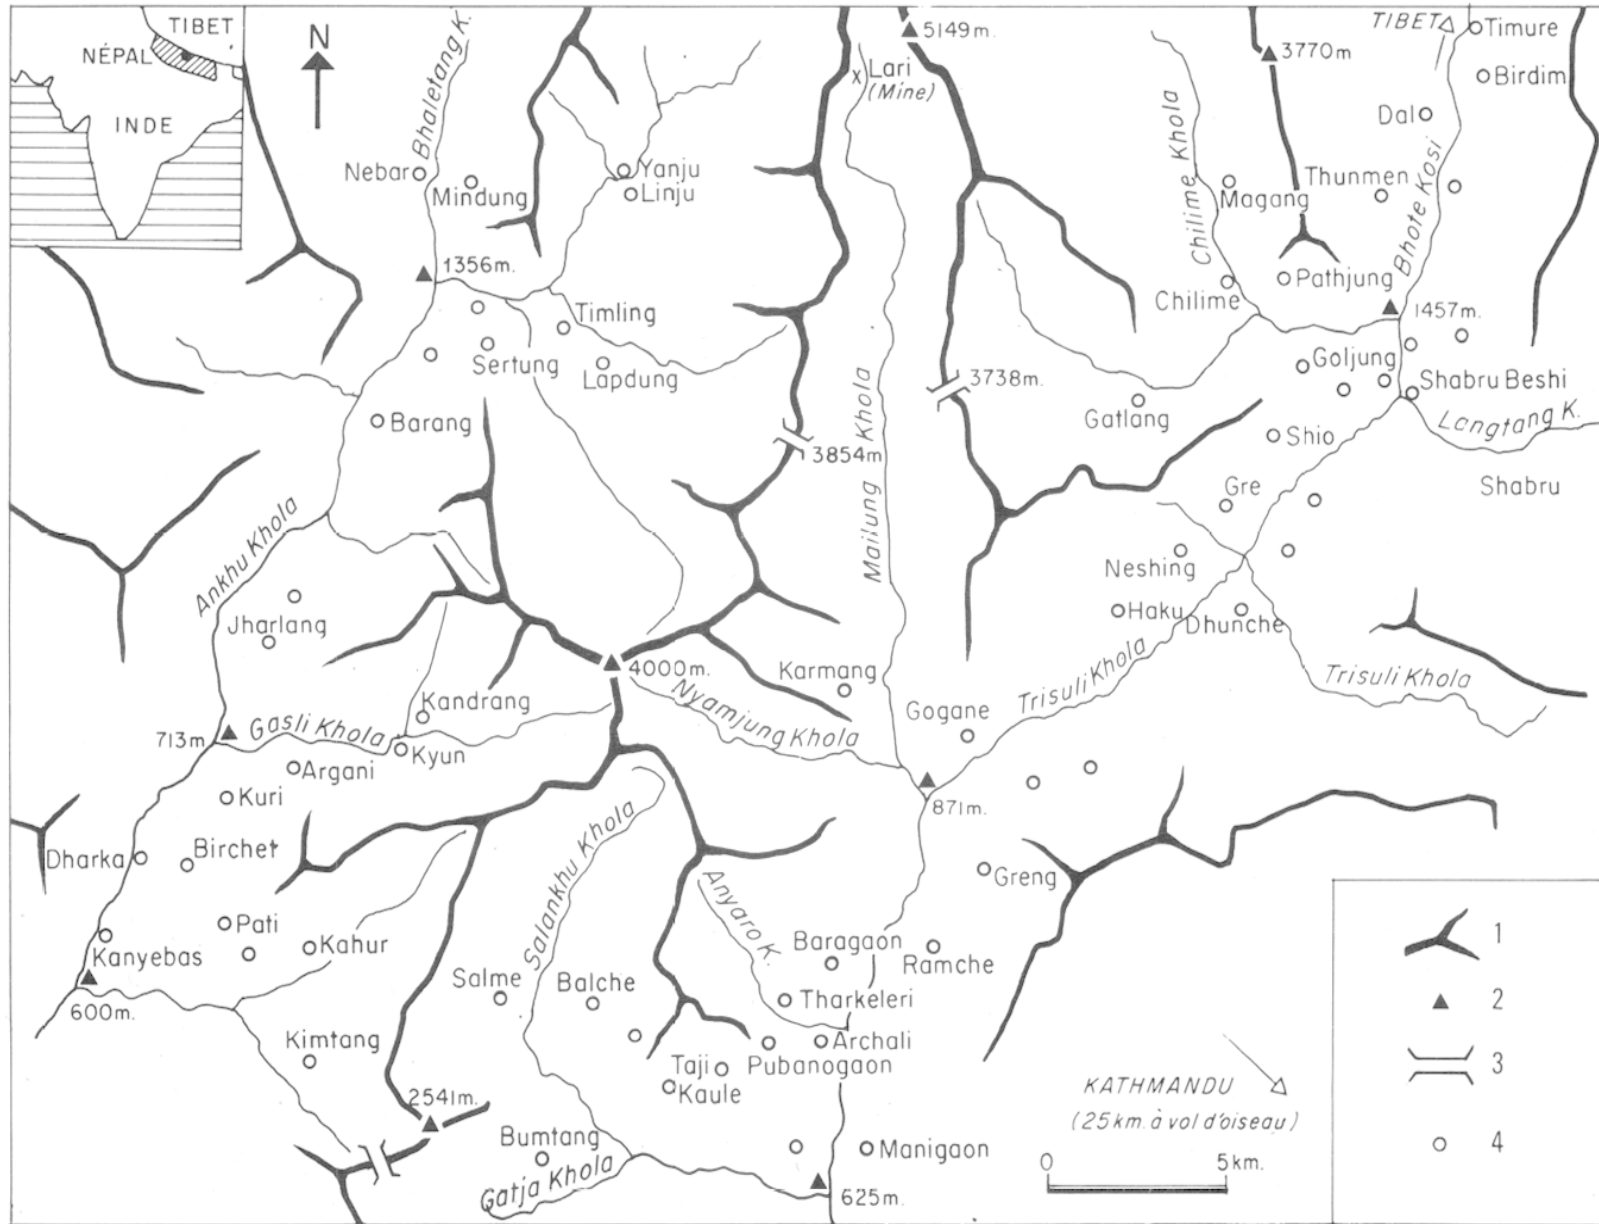 TIBET
NÉPAL
INDE
N
Bhaletang K.
5149m.
Lari
(Mine)
3770m
TIBET
Timure
Birdim
Dal
Nebar
Mindung
Yanju
Linju
Chilime Khola
Magang
Thunmen
Bhote Kosi
1356m.
Pathjung
Chilime
1457m.
Timling
Sertung
Lapdung
Goljung
Shabru Beshi
3738m.
Gatlang
Langtang K.
Barang
Shio
3854m
Mailung Khola
Gre
Shabru
Ankhu Khola
Neshing
Jharlang
Haku
Dhunche
4000m.
Karmang
Trisuli Khola
Trisuli Khola
Kandrang
Nyamjung Khola
Gogane
713m
Gasli Khola
Kyun
Argani
Kuri
871m.
Salankhu Khola
Dharka
Birchet
Anyaro K.
Greng
Pati
Kahur
Kanyebas
Baragaon
Ramche
Salme
Balche
Tharkeleri
600m.
Kimtang
Archali
Taji
Pubanogaon
Kaule
2541m.
KATHMANDU
(25 km. à vol d'oiseau)
Bumtang
Manigaon
Gatja Khola
625m.
0
5km.
1
2
3
4